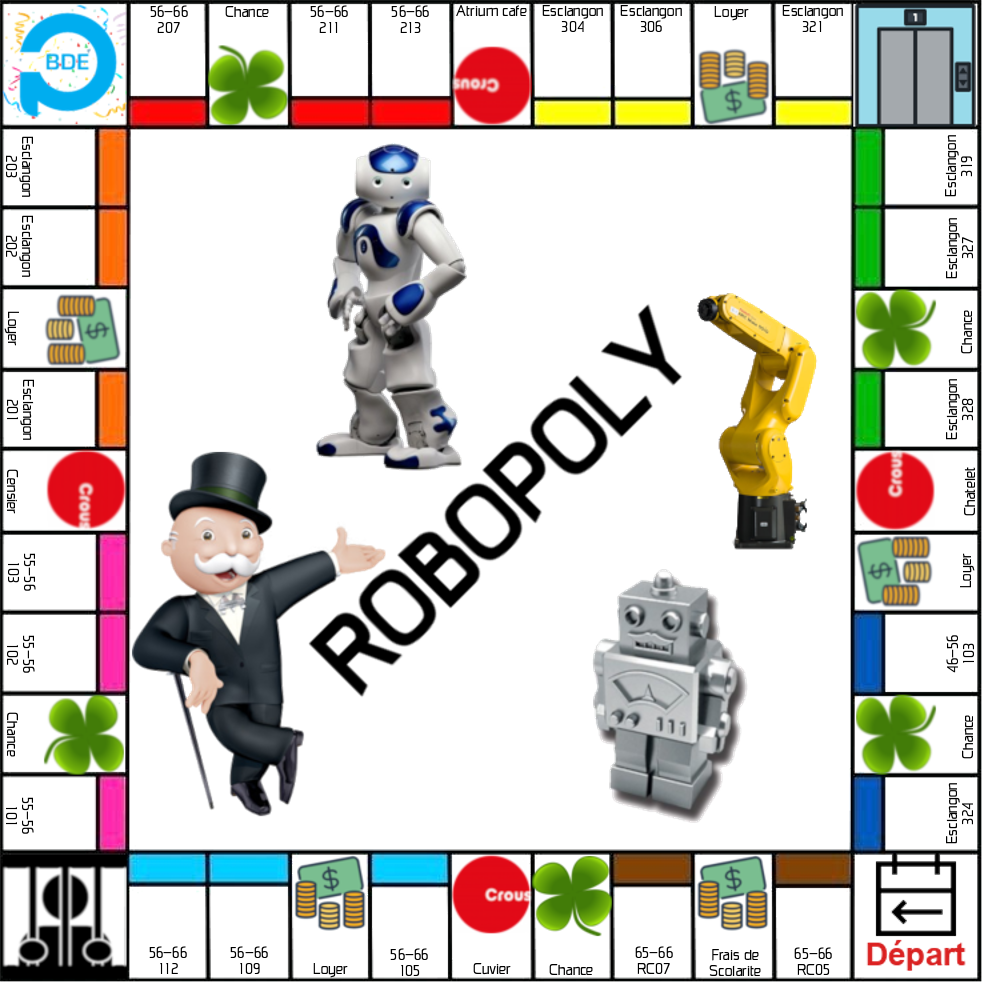 56-66
207
Chance
56-66
211
56-66
213
Atrium cafe
Crous
Esclangon
304
Esclangon
306
Loyer
Esclangon
321
1
BDE
Esclangon
203
Esclangon
202
Loyer
Esclangon
201
Censier
Crous
55-56
103
55-56
102
Chance
55-56
101
Esclangon
319
Esclangon
327
Chance
Esclangon
328
Chatelet
Crous
Loyer
46-56
103
Chance
Esclangon
324
ROBOPOLY
56-66
112
56-66
109
Loyer
56-66
105
Crous
Cuvier
Chance
65-66
RC07
Frais de
Scolarite
65-66
RC05
Départ